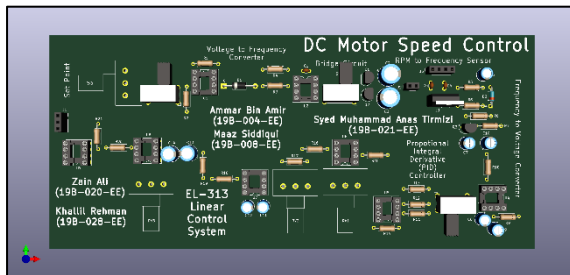 DC Motor Speed Control
Voltage to Frequency
Converter
Bridge Circuit
RPM to Frequency Sensor
Set Point
Ammar Bin Amir
(19B-004-EE)
Maaz Siddiqui
(19B-008-EE)
Syed Muhammad Anas Tirmizi
(19B-021-EE)
Frequency to
Voltage Converter
Propotional
Integral
Derivative
(PID)
Controller
Zain Ali
(19B-020-EE)
Khallil Rehman
(19B-028-EE)
EL-313
Linear
Control
System